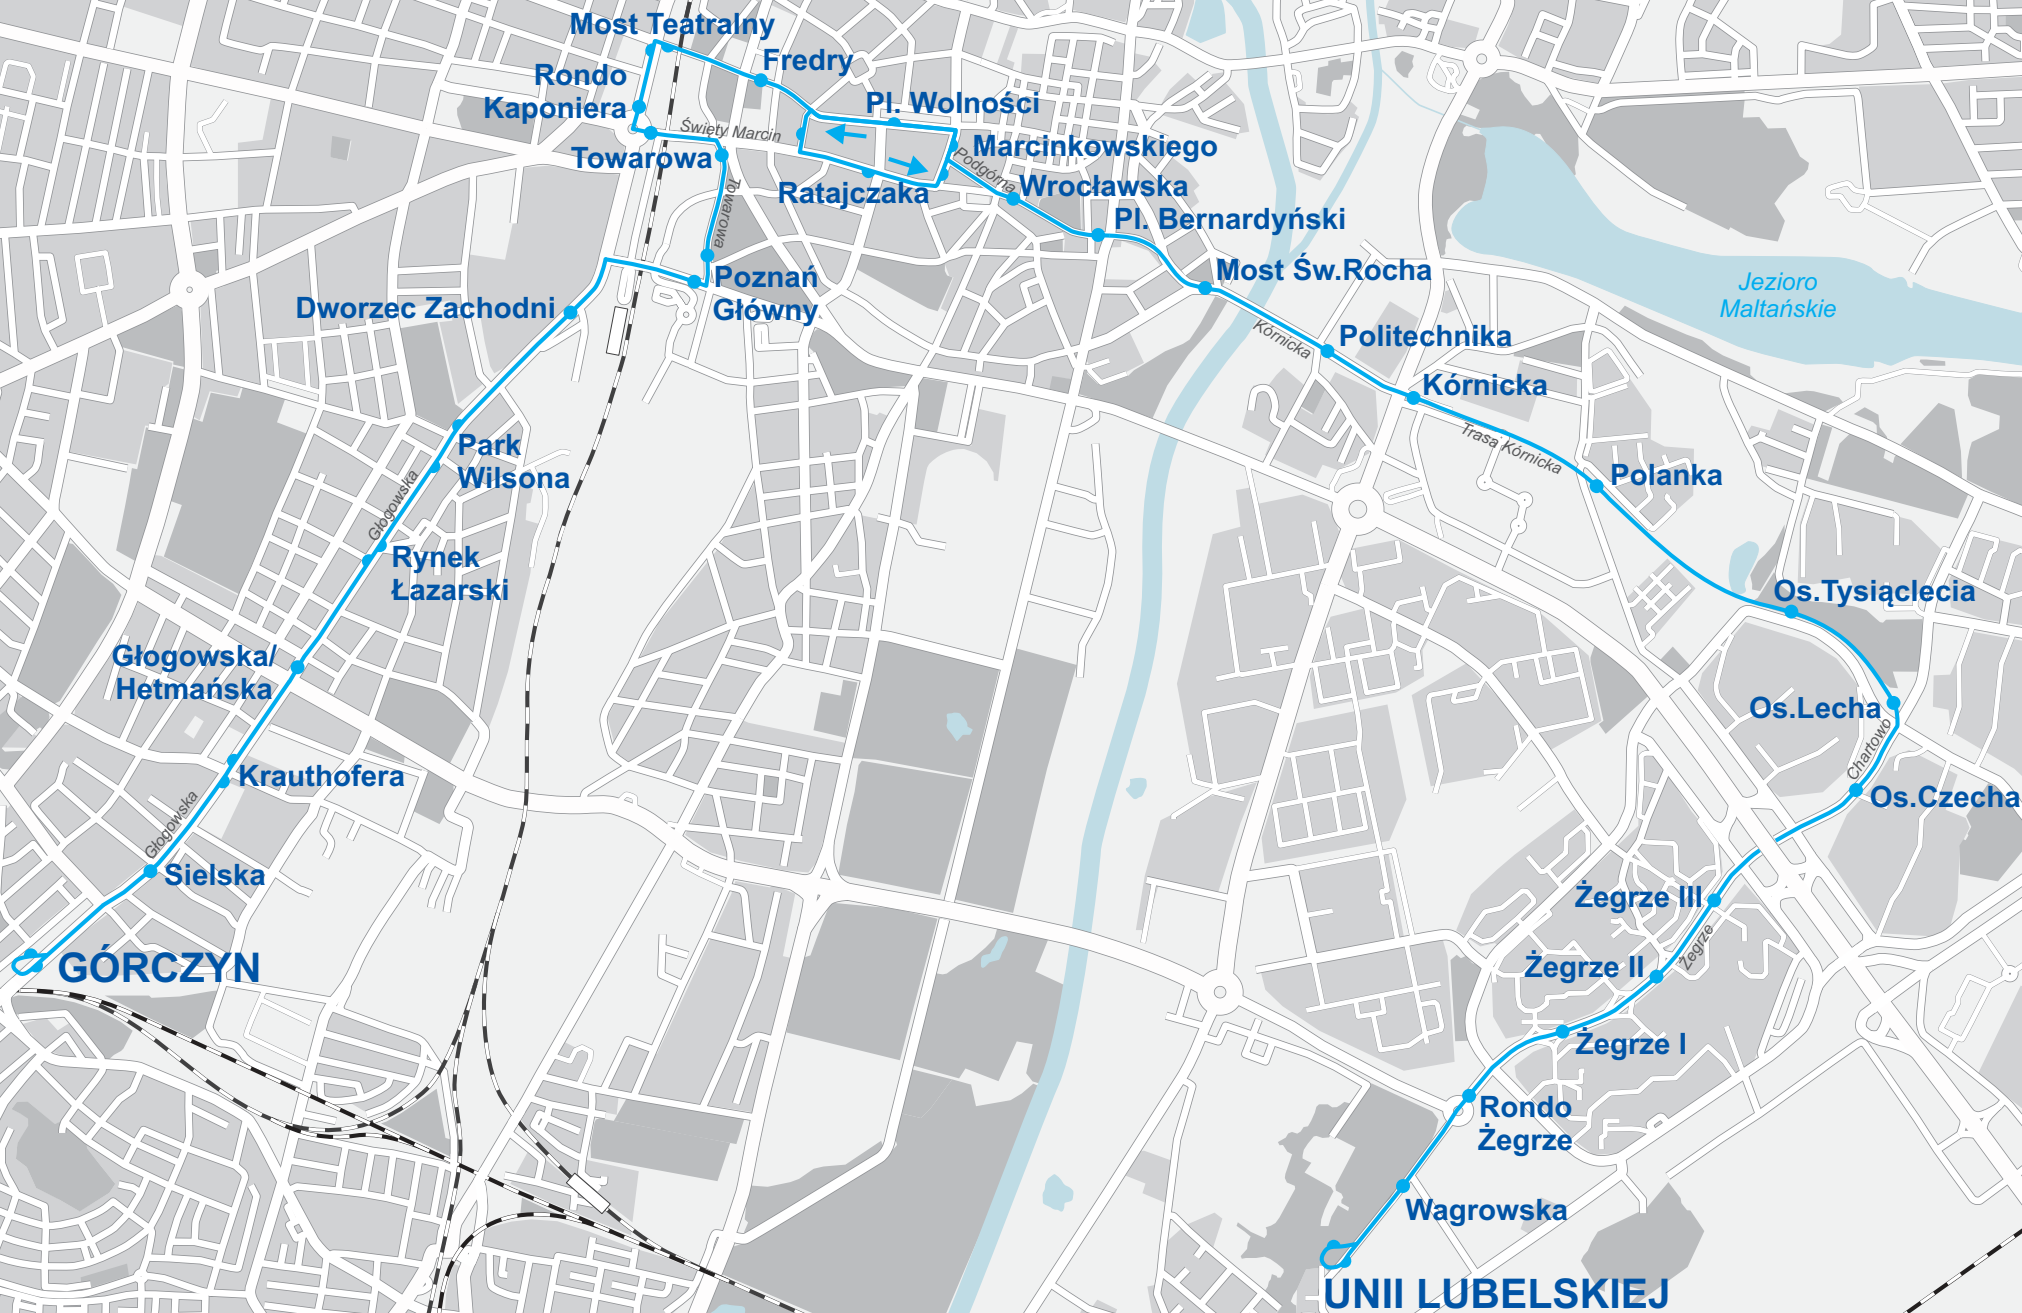 Most Teatralny
Fredry
Rondo
Kaponiera
Pl. Wolności
Święty Marcin
Marcinkowskiego
Towarowa
Podgórna
Ratajczaka
Wrocławska
Towarowa
Pl. Bernardyński
Most Św.Rocha
Poznań
Główny
Dworzec Zachodni
Jezioro
Maltańskie
Kórnicka
Politechnika
Kórnicka
Trasa Kórnicka
Park
Wilsona
Polanka
Głogowska
Rynek
Łazarski
Os.Tysiąclecia
Głogowska/
Hetmańska
Os.Lecha
Chartowo
Krauthofera
Os.Czecha
Głogowska
Sielska
Żegrze III
Żegrze
GÓRCZYN
Żegrze II
Żegrze I
Rondo
Żegrze
Wagrowska
UNII LUBELSKIEJ